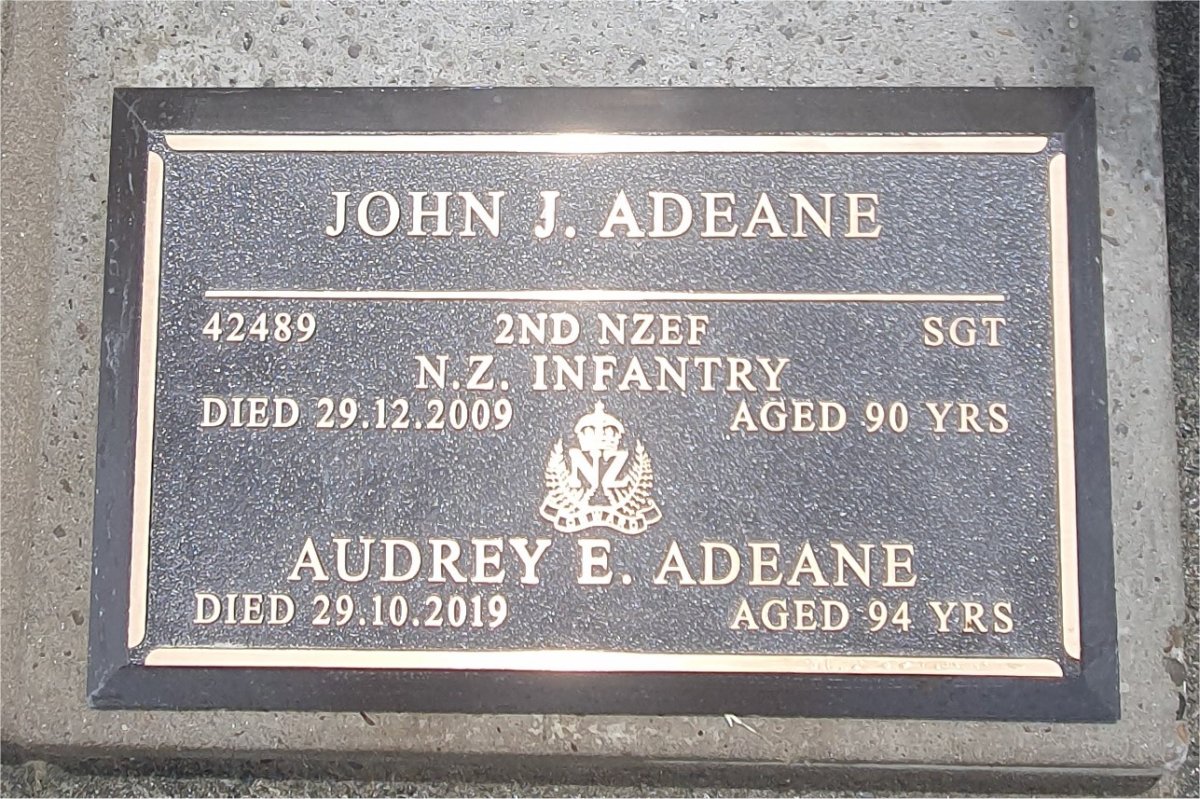 JOHN J. ADEANE
42489 2ND NZEF SGT
N.Z. INFANTRY
DIED 29.12.2009 AGED 90 YRS
NZ
ONWARD
AUDREY E. ADEANE
DIED 29.10.2019 AGED 94 YRS